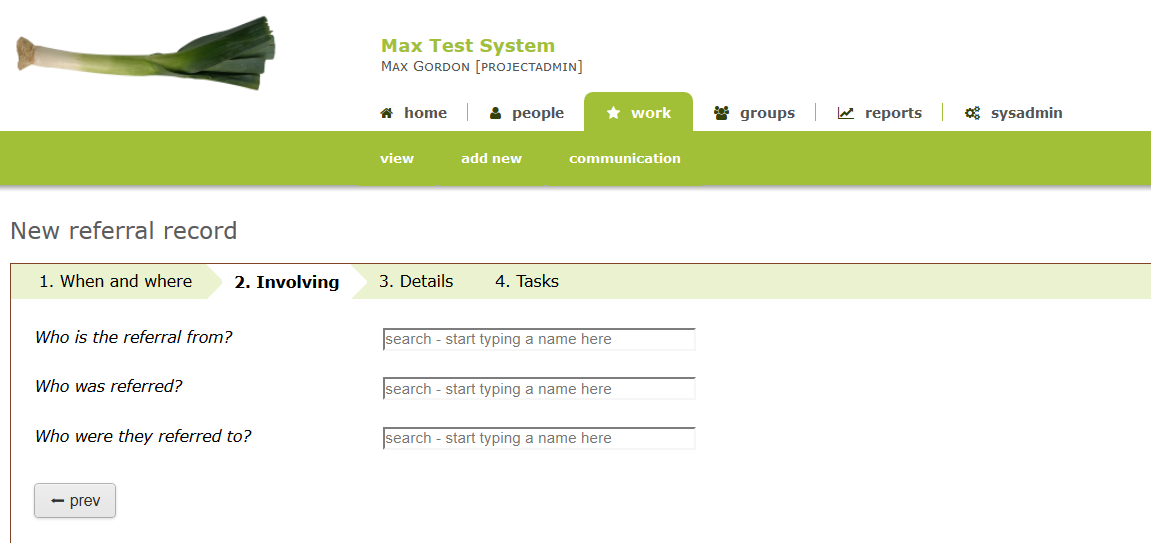 Max Test System
Max Gordon [projectadmin]
home people work groups reports sysadmin
view add new communication
New referral record
1. When and where 2. Involving 3. Details 4. Tasks
Who is the referral from? search - start typing a name here
Who was referred? search - start typing a name here
Who were they referred to? search - start typing a name here
prev